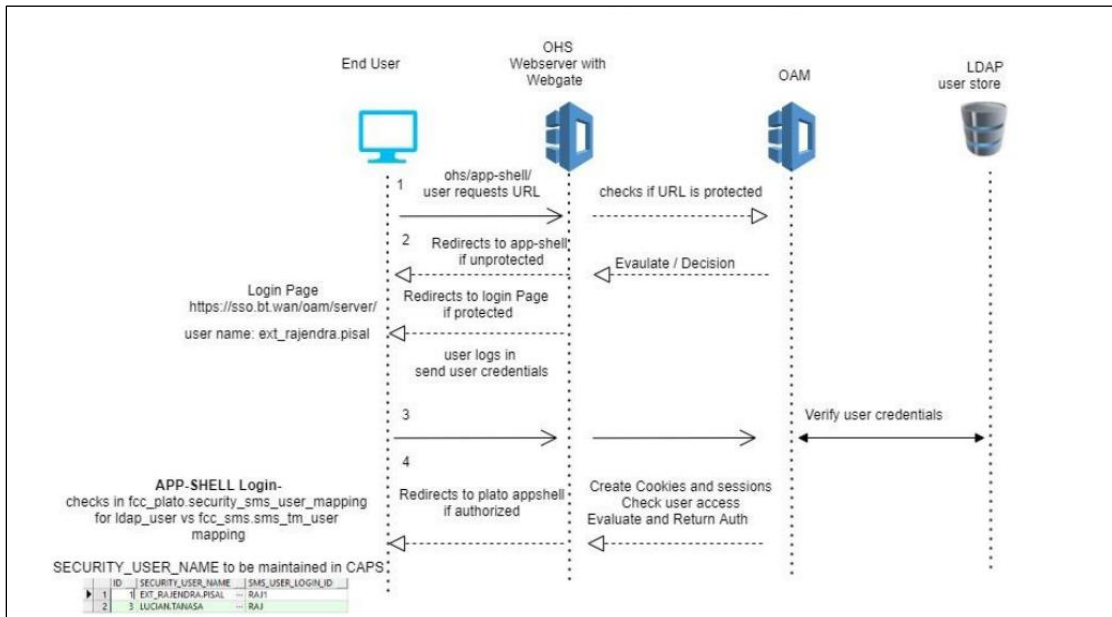 End User
OHS
Webserver with
Webgate
OAM
LDAP
user store
1
ohs/app-shell/
user requests URL
checks if URL is protected
2
Redirects to app-shell
if unprotected
Evaulate / Decision
Login Page
https://sso.bt.wan/oam/server/
user name: ext_rajendra.pisal
Redirects to login Page
if protected
user logs in
send user credentials
3
Verify user credentials
4
APP-SHELL Login-
checks in fcc_plato.security_sms_user_mapping
for ldap_user vs fcc_sms.sms_tm_user
mapping
Redirects to plato appshell
if authorized
Create Cookies and sessions
Check user access
Evaluate and Return Auth
SECURITY_USER_NAME to be maintained in CAPS
ID SECURITY_USER_NAME SMS_USER_LOGIN_ID
1 1 EXT_RAJENDRA.PISAL ... RAJ1
2 3 LUCIAN.TANASA ... RAJ